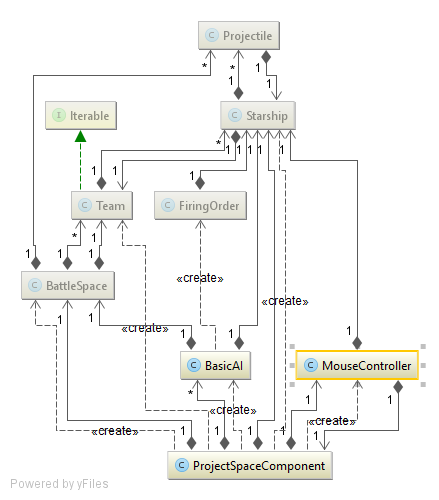 C Projectile
1
*
*
1
1
I Iterable
C Starship
*
1
1
1
1
1
1
1
1
1
C Team
C FiringOrder
1
*
1
1
1
«create»
C BattleSpace
1
1
«create»
«create»
1
1
1
C BasicAI
C MouseController
*
1
1
«create»
«create»
«create»
1
1
1
1
1
C ProjectSpaceComponent
Powered by yFiles